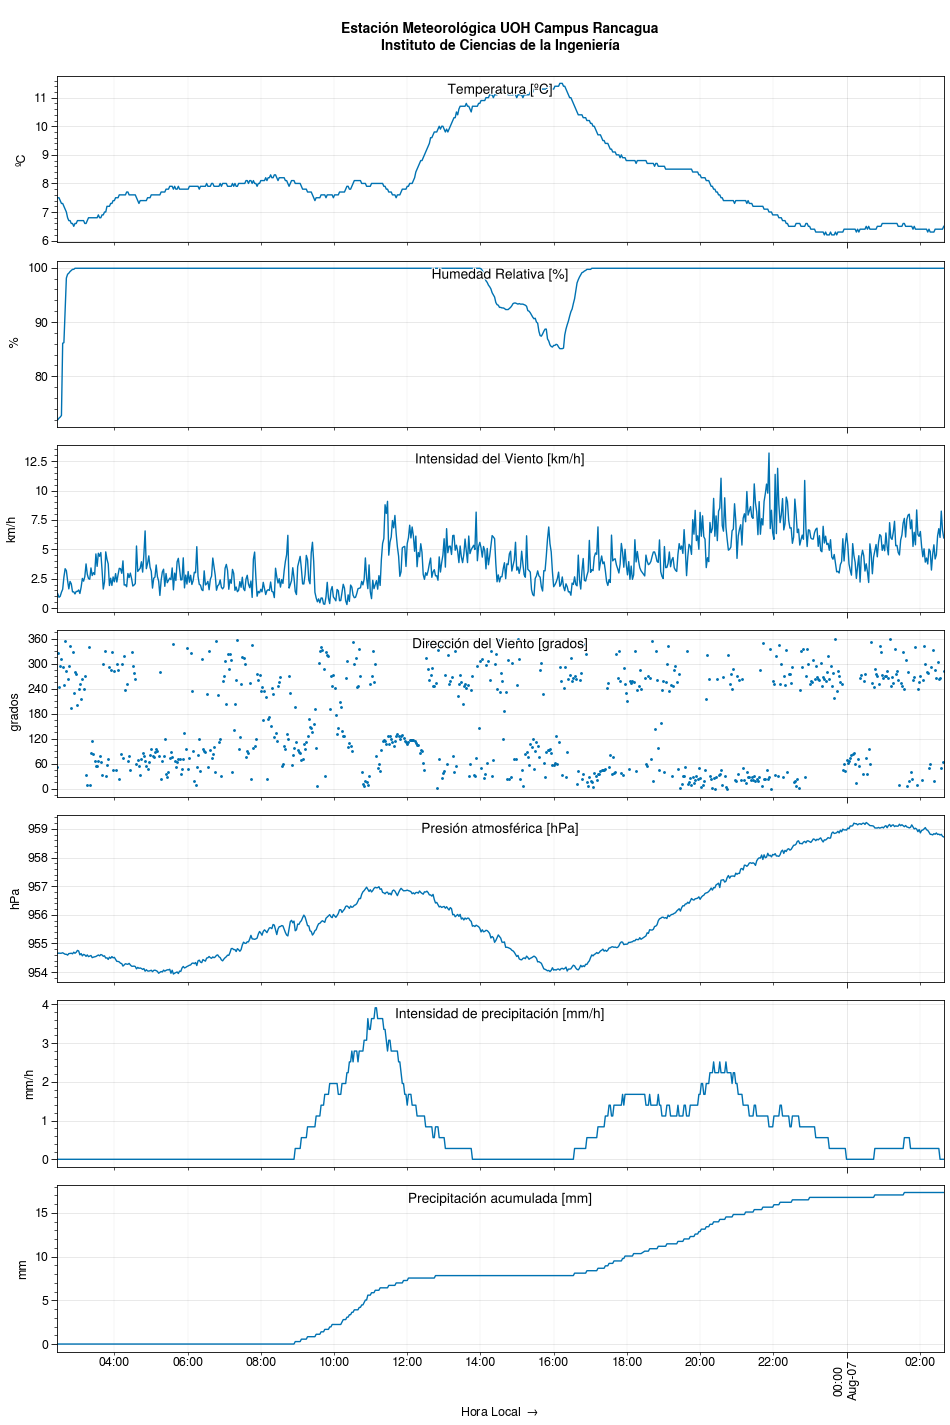 Estación Meteorológica UOH Campus Rancagua
Instituto de Ciencias de la Ingeniería
Temperatura [ºC]
ºC
11
10
9
8
7
6
Humedad Relativa [%]
%
100
90
80
Intensidad del Viento [km/h]
km/h
12.5
10
7.5
5
2.5
0
Dirección del Viento [grados]
grados
360
300
240
180
120
60
0
Presión atmosférica [hPa]
hPa
959
958
957
956
955
954
Intensidad de precipitación [mm/h]
mm/h
4
3
2
1
0
Precipitación acumulada [mm]
mm
15
10
5
0
04:00 06:00 08:00 10:00 12:00 14:00 16:00 18:00 20:00 22:00 00:00 02:00
Aug-07
Hora Local →